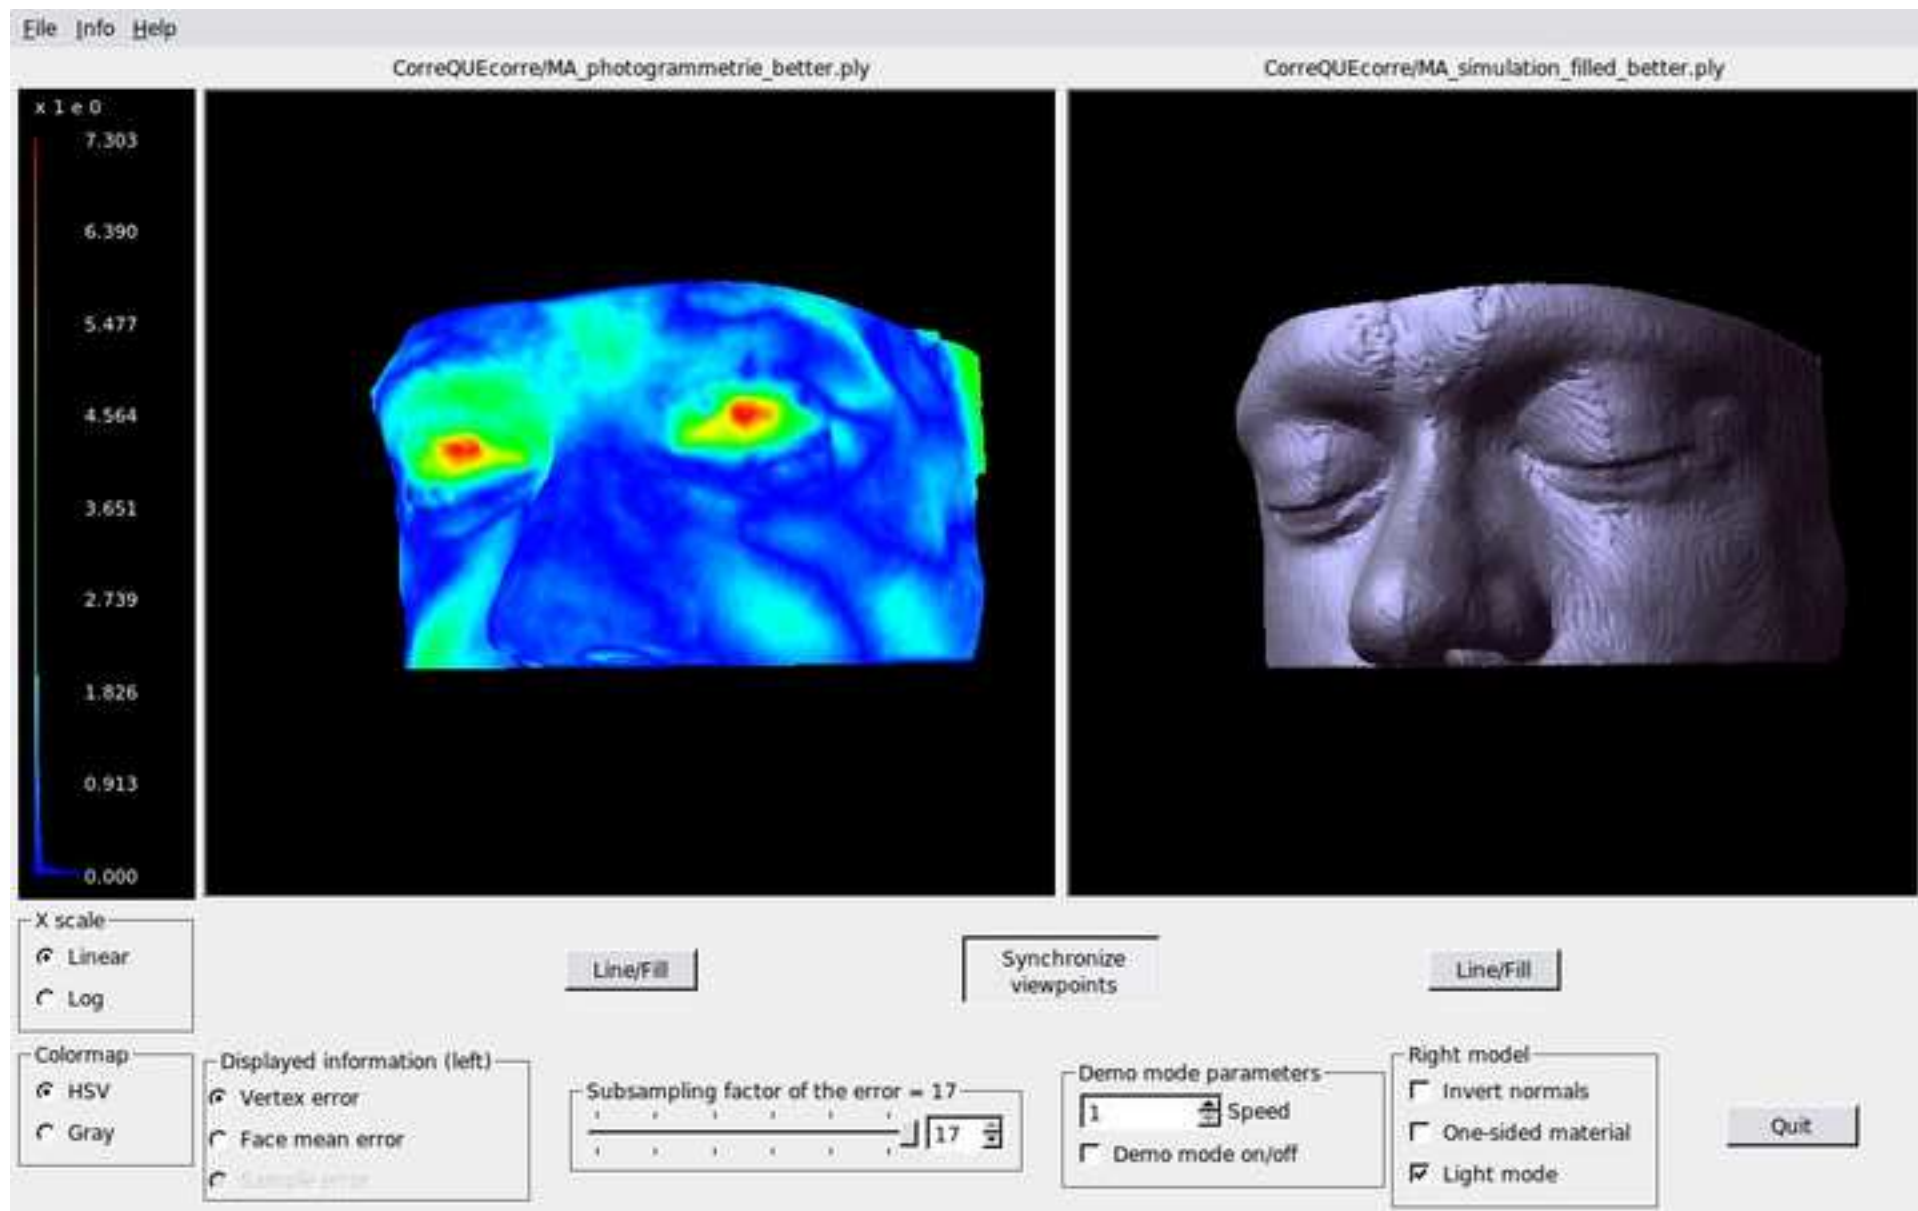 File Info Help
CorreQUEcorre/MA_photogrammetrie_better.ply
CorreQUEcorre/MA_simulation_filled_better.ply
x 1 e 0
7.303
6.390
5.477
4.564
3.651
2.739
1.826
0.913
0.000
X scale
Linear
Log
Line/Fill
Synchronize
viewpoints
Line/Fill
Colormap
HSV
Gray
Displayed information (left)
Vertex error
Face mean error
Sample error
Subsampling factor of the error = 17
17
Demo mode parameters
1 Speed
Demo mode on/off
Right model
Invert normals
One-sided material
Light mode
Quit